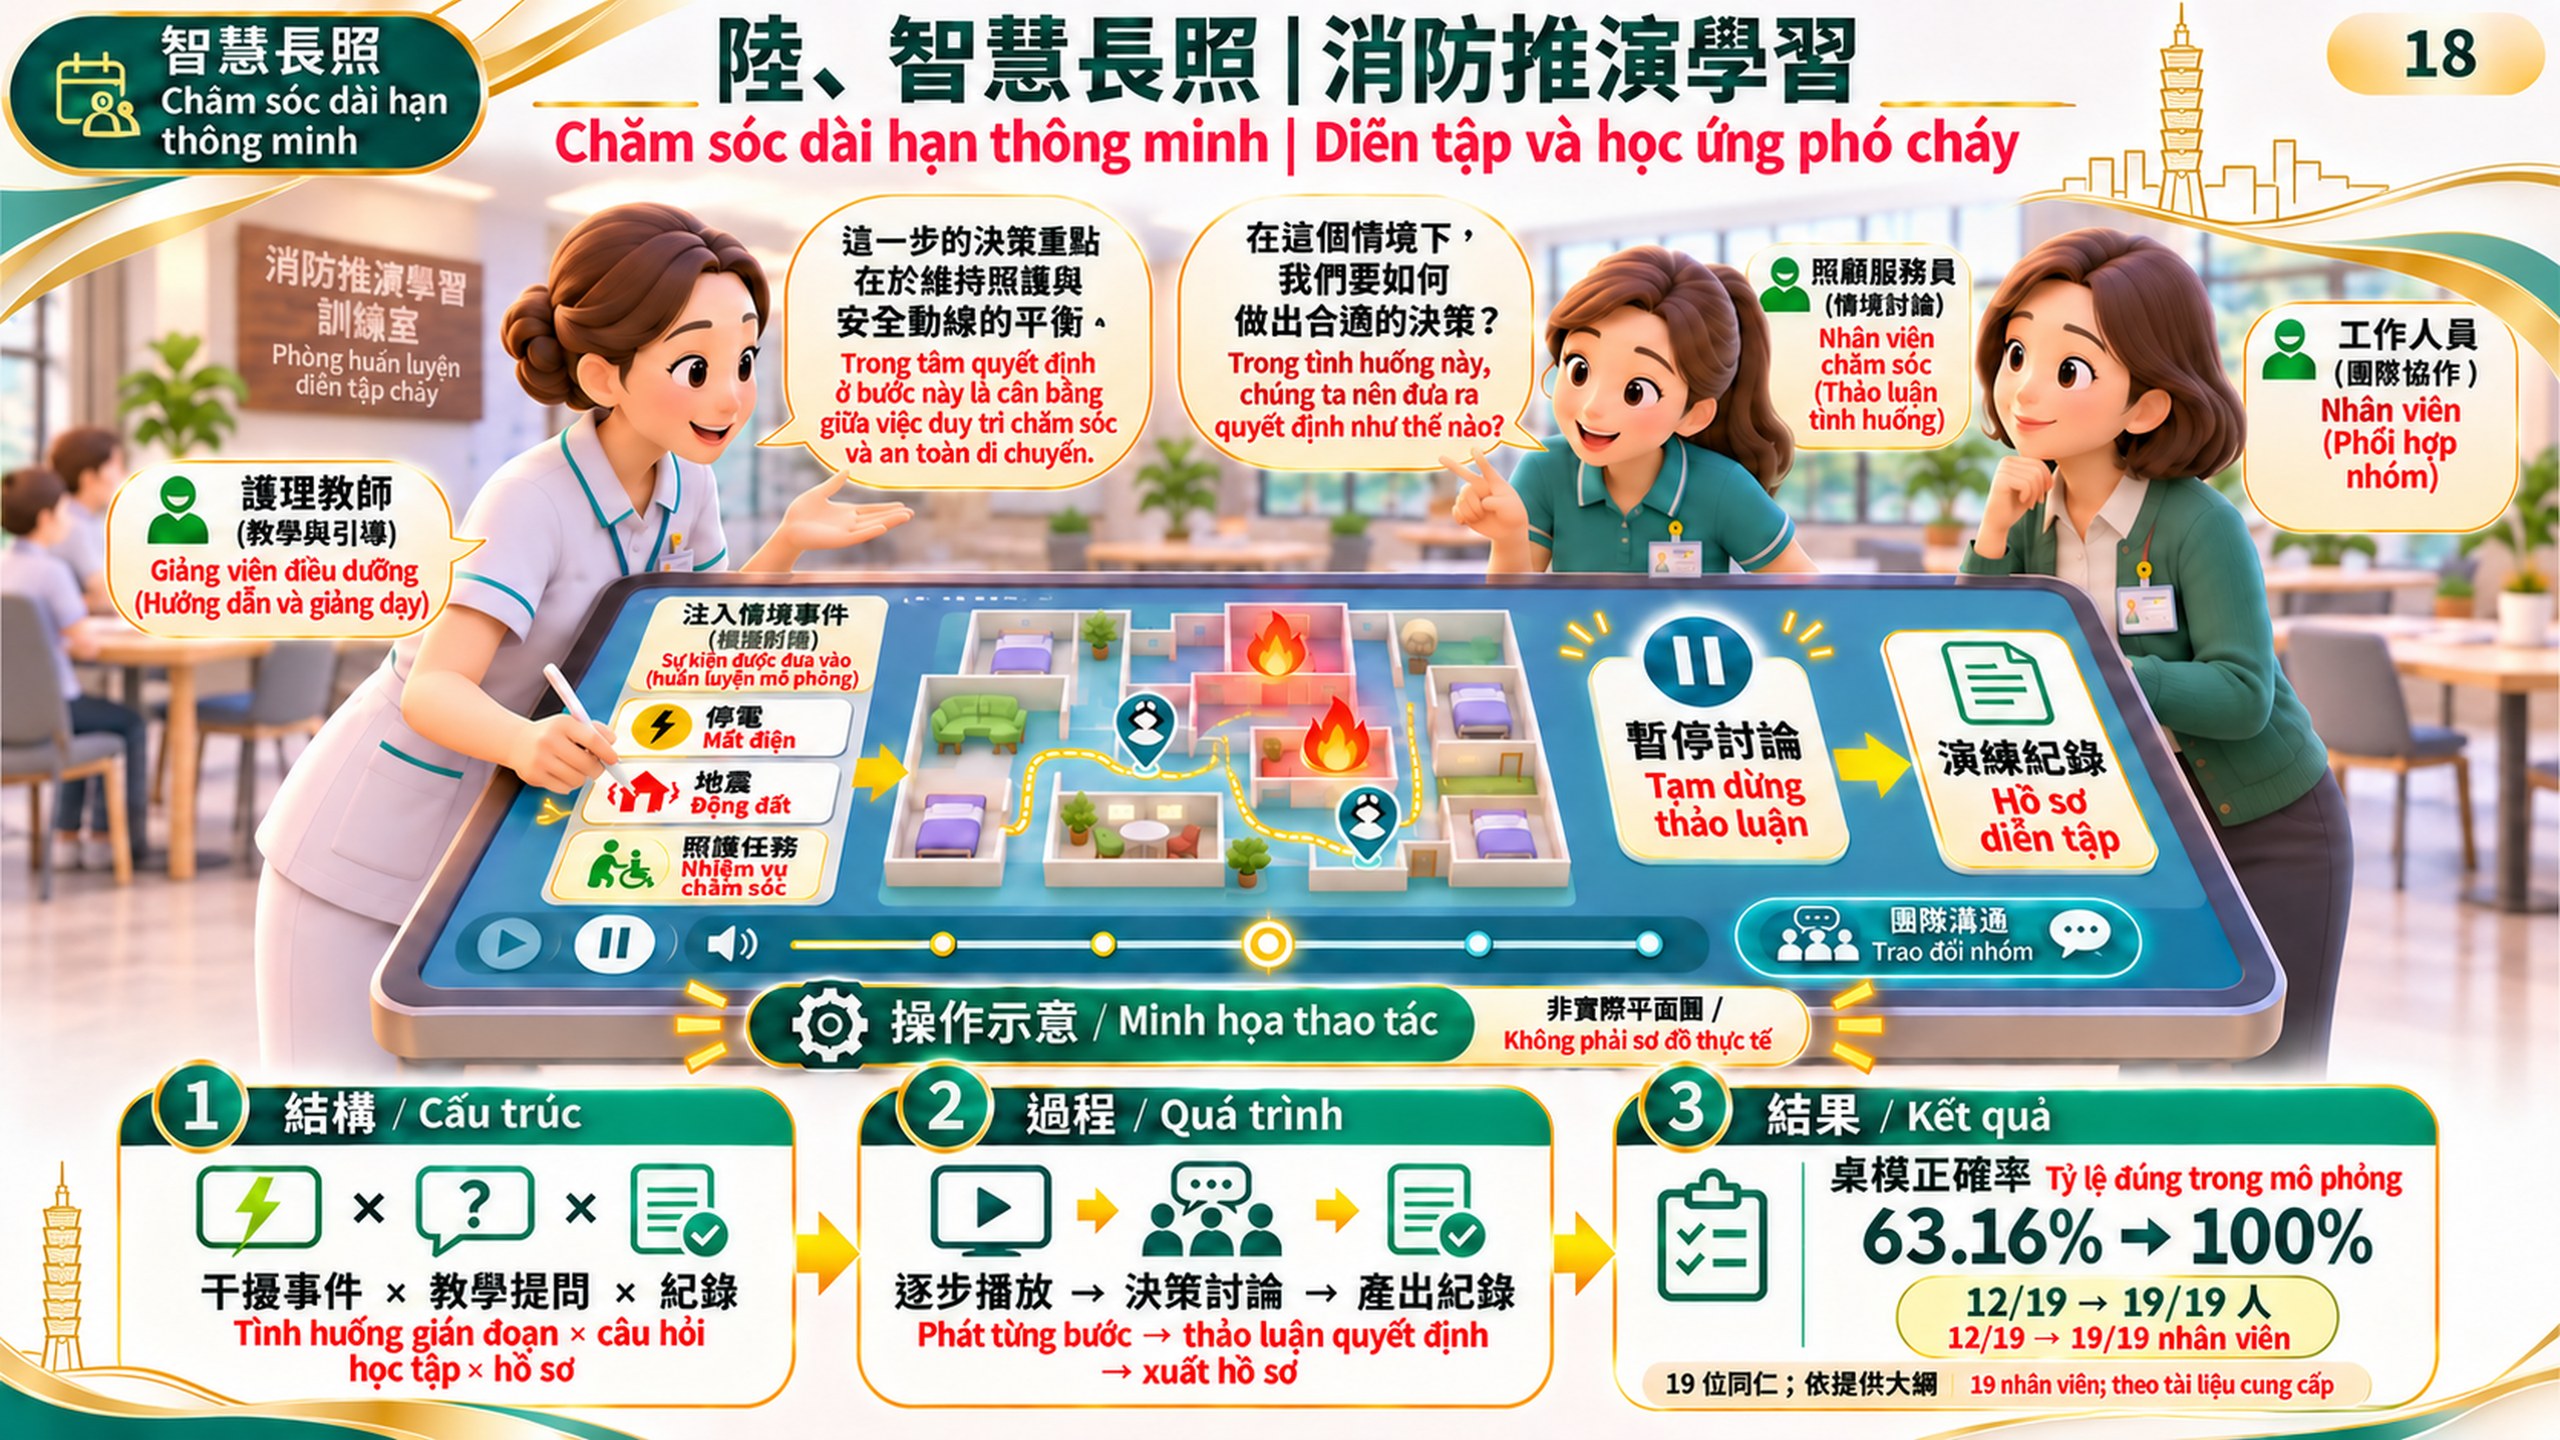 智慧長照
Chăm sóc dài hạn
thông minh
陸、智慧長照 | 消防推演學習
Chăm sóc dài hạn thông minh | Diễn tập và học ứng phó cháy
18
消防推演學習
訓練室
Phòng huấn luyện
diễn tập cháy
這一步的決策重點
在於維持照護與
安全動線的平衡。
Trong tâm quyết định
ở bước này là cân bằng
giữa việc duy trì chăm sóc
và an toàn di chuyển.
在這個情境下，
我們要如何
做出合適的決策？
Trong tình huống này,
chúng ta nên đưa ra
quyết định như thế nào?
照顧服務員
(情境討論)
Nhân viên
chăm sóc
(Thảo luận
tình huống)
工作人員
(團隊協作)
Nhân viên
(Phối hợp
nhóm)
護理教師
(教學與引導)
Giảng viên điều dưỡng
(Hướng dẫn và giảng dạy)
注入情境事件
Sự kiện được đưa vào
(huấn luyện mô phỏng)
停電
Mất điện
地震
Động đất
照護任務
Nhiệm vụ
chăm sóc
暫停討論
Tạm dừng
thảo luận
演練紀錄
Hồ sơ
diễn tập
團隊溝通
Trao đổi nhóm
操作示意 / Minh họa thao tác
非實際平面圖 /
Không phải sơ đồ thực tế
1 結構 / Cấu trúc
干擾事件 × 教學提問 × 紀錄
Tình huống gián đoạn × câu hỏi
học tập × hồ sơ
2 過程 / Quá trình
逐步播放 → 決策討論 → 產出紀錄
Phát từng bước → thảo luận quyết định
→ xuất hồ sơ
3 結果 / Kết quả
桌模正確率 Tỷ lệ đúng trong mô phỏng
63.16% → 100%
12/19 → 19/19 人
12/19 → 19/19 nhân viên
19 位同仁；依提供大綱 | 19 nhân viên; theo tài liệu cung cấp